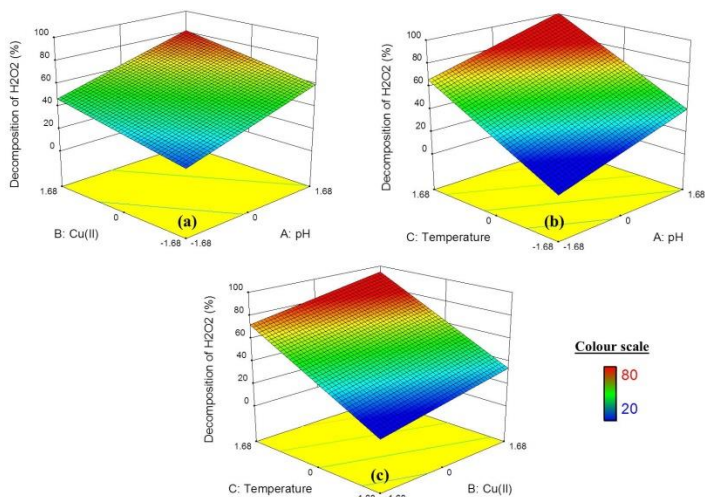 Decomposition of H2O2 (%)
100
80
60
40
20
0
1.68
0
-1.68
-1.68
0
1.68
B: Cu(II)
(a)
A: pH
Decomposition of H2O2 (%)
100
80
60
40
20
0
1.68
0
-1.68
-1.68
0
1.68
C: Temperature
(b)
A: pH
Decomposition of H2O2 (%)
100
80
60
40
20
0
1.68
0
0
1.68
C: Temperature
(c)
B: Cu(II)
Colour scale
80
20